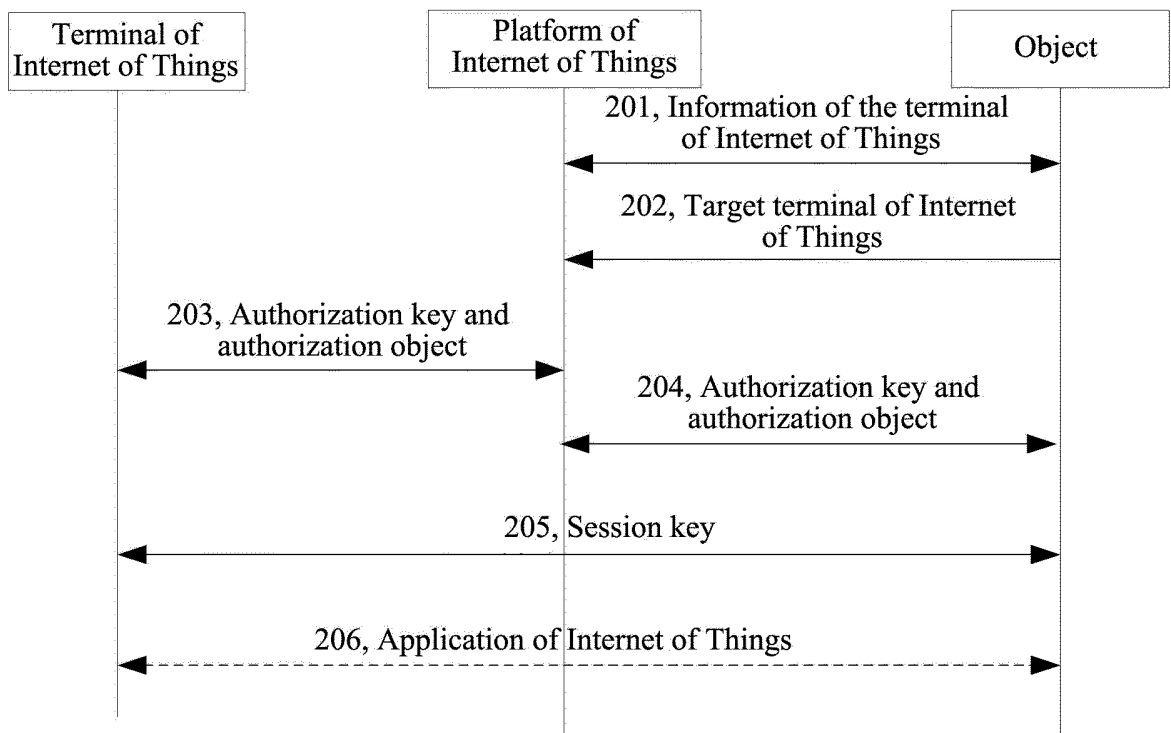 Terminal of
Internet of Things
Platform of
Internet of Things
Object
201, Information of the terminal
of Internet of Things
202, Target terminal of Internet
of Things
203, Authorization key and
authorization object
204, Authorization key and
authorization object
205, Session key
206, Application of Internet of Things